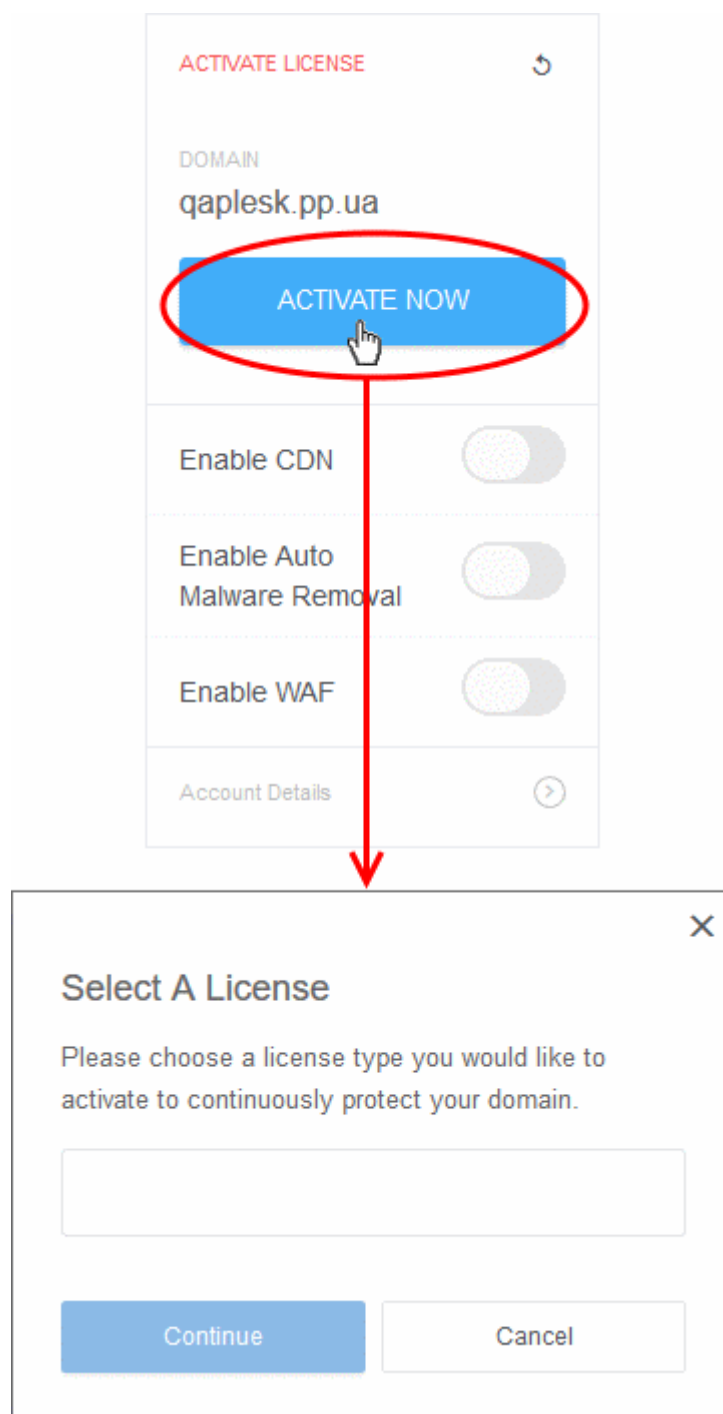 ACTIVATE LICENSE
DOMAIN
qaplesk.pp.ua
ACTIVATE NOW
Enable CDN
Enable Auto
Malware Removal
Enable WAF
Account Details
Select A License
Please choose a license type you would like to
activate to continuously protect your domain.
Continue
Cancel